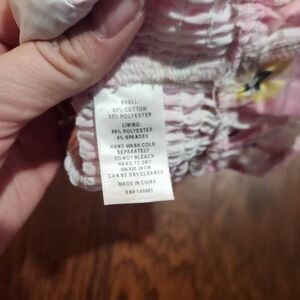 SHELL
65% COTTON
35% POLYESTER
LINING
96% POLYESTER
4% SPANDEX
HAND WASH COLD
SEPARATELY
DO NOT BLEACH
HANG TO DRY
WARM IRON
CAN BE DRY CLEANED
MADE IN CHINA